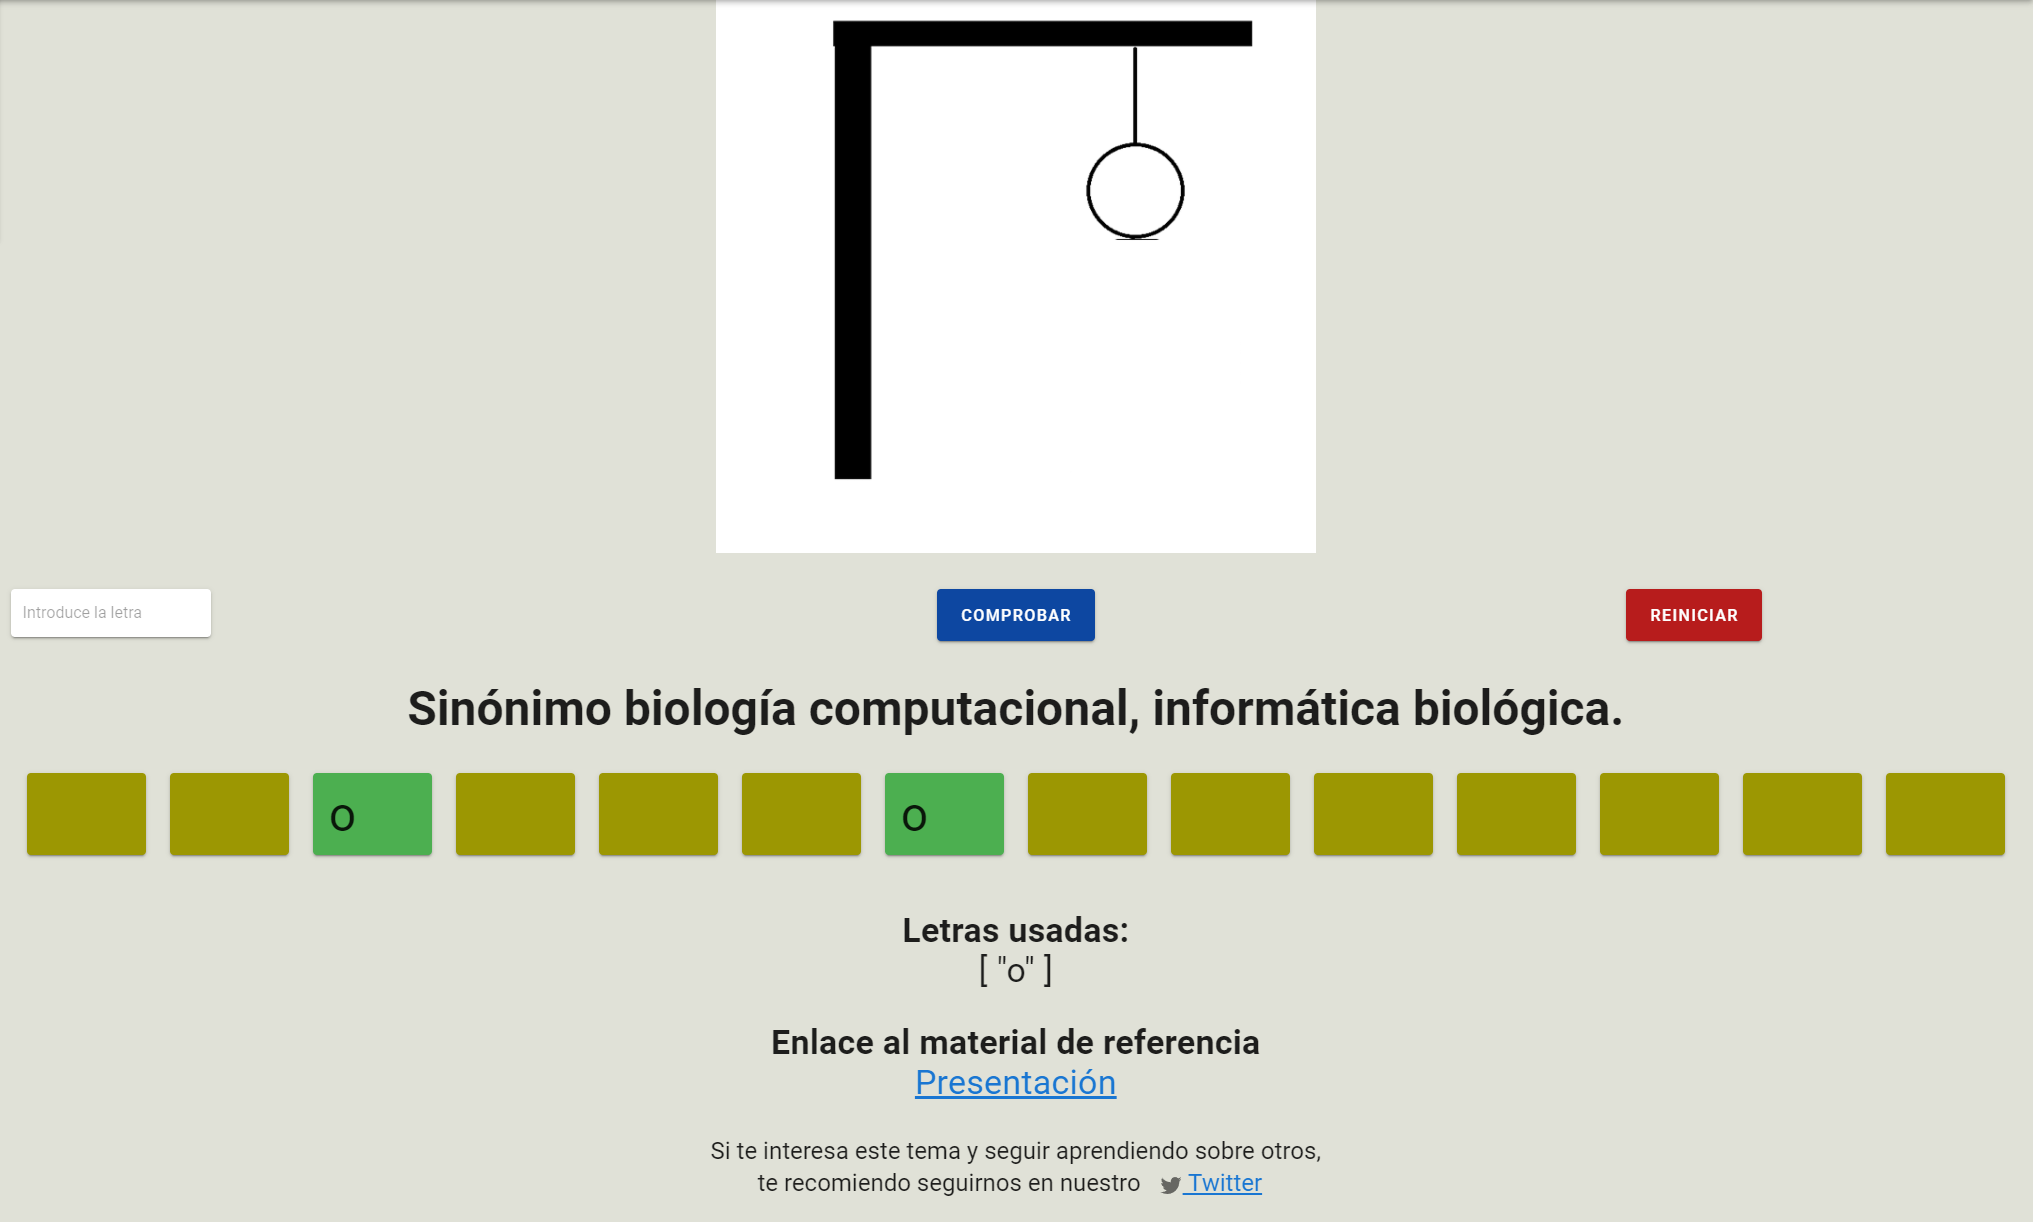 Introduce la letra
COMPROBAR
REINICIAR
Sinónimo biología computacional, informática biológica.
o o
Letras usadas:
[ "o" ]
Enlace al material de referencia
Presentación
Si te interesa este tema y seguir aprendiendo sobre otros,
te recomiendo seguirnos en nuestro Twitter